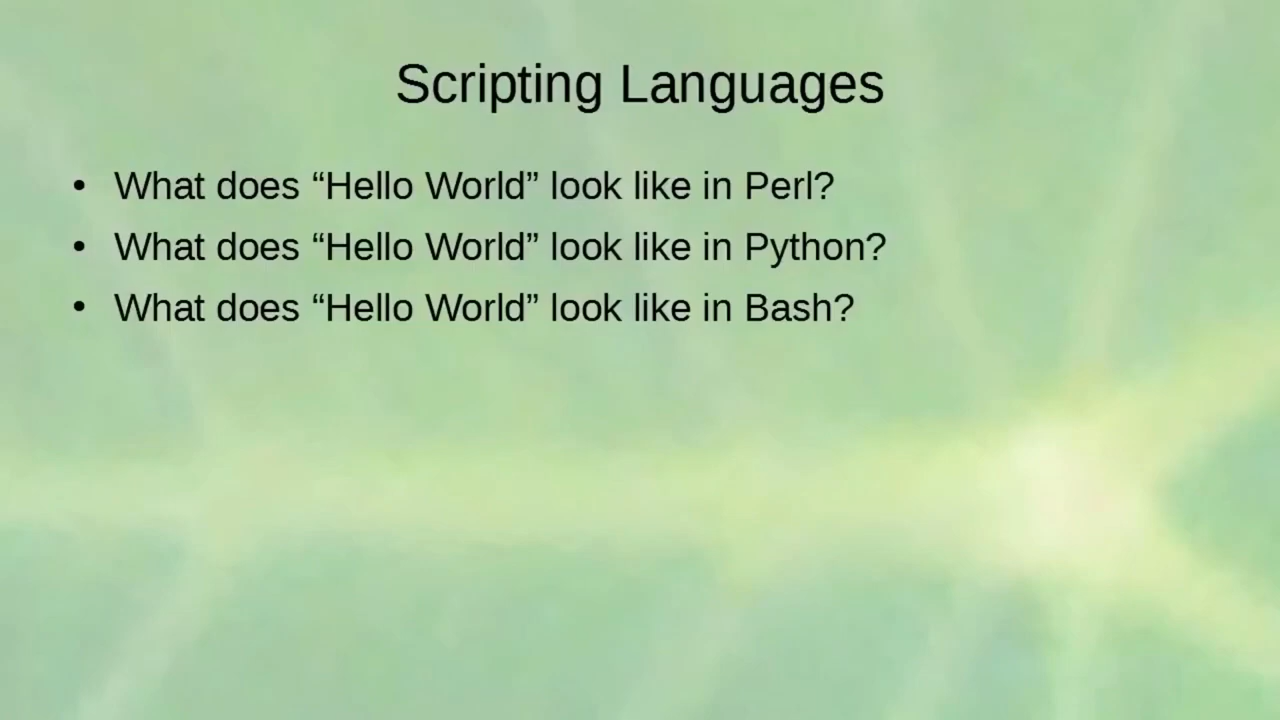 Scripting Languages
• What does “Hello World” look like in Perl?
• What does “Hello World” look like in Python?
• What does “Hello World” look like in Bash?